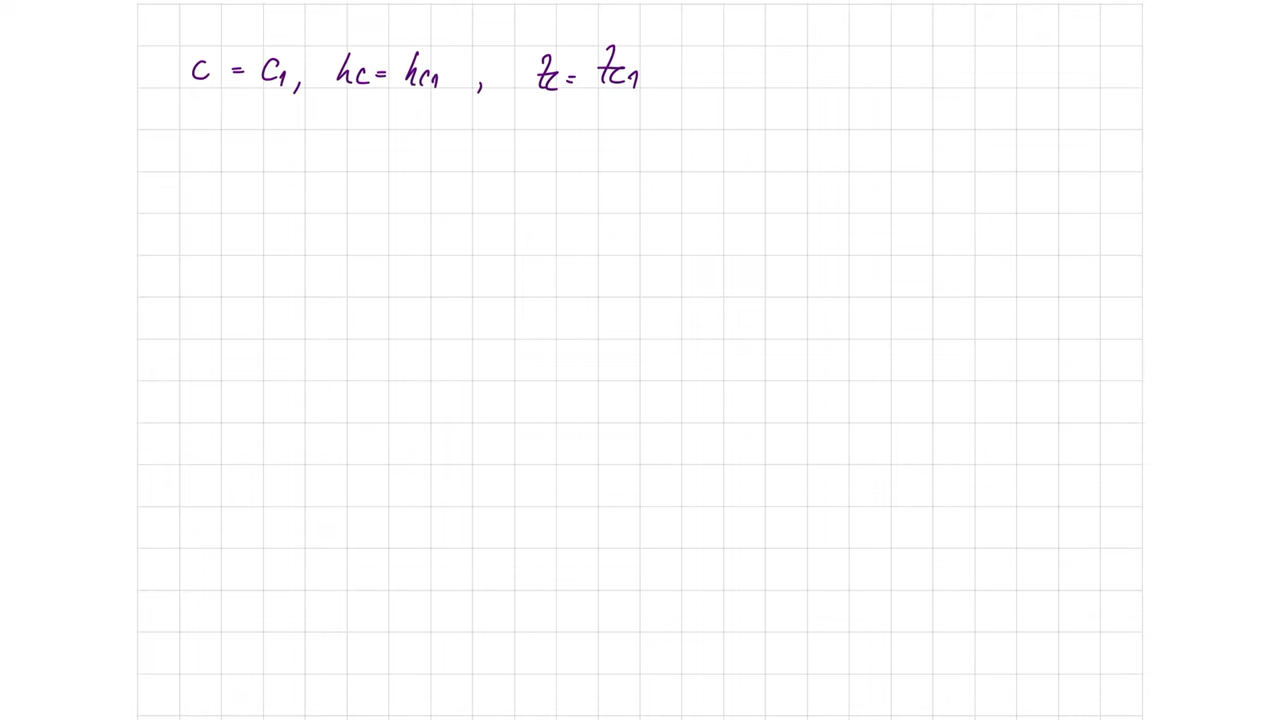 c = c₁, hc = hc₁ , tc = tc₁